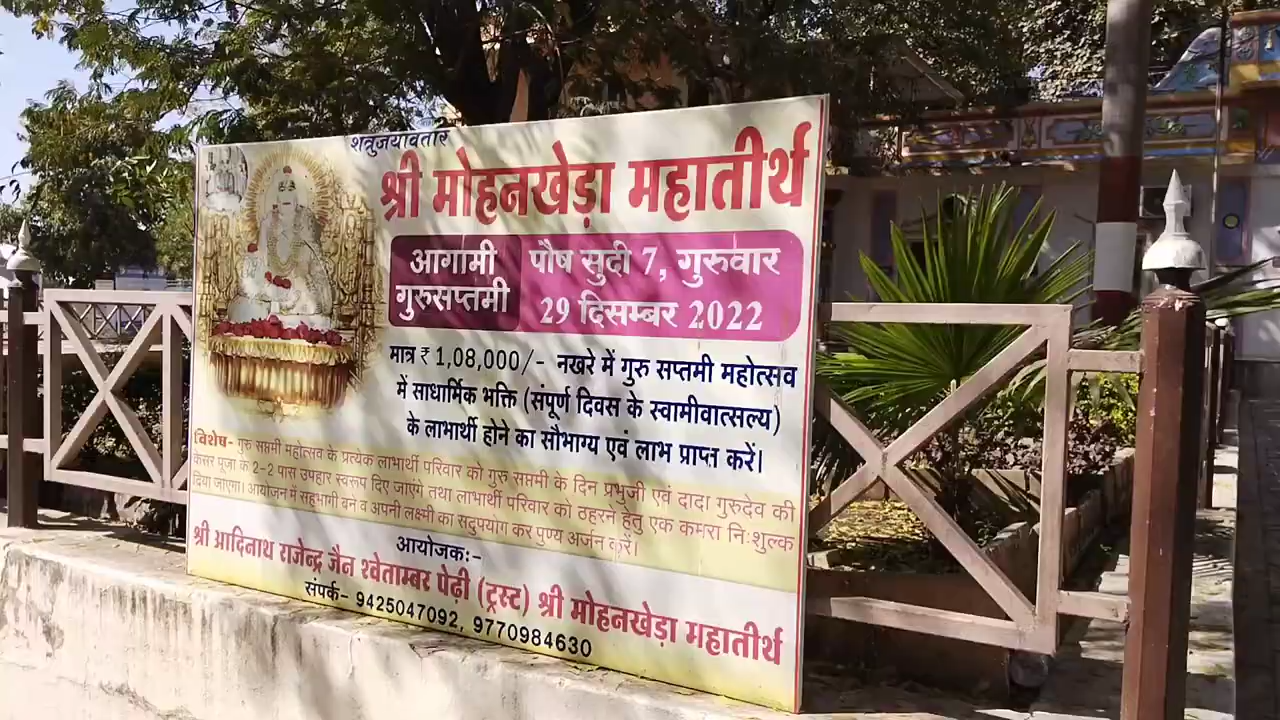 शत्रुंजयावतार
श्री मोहनखेड़ा महातीर्थ
आगामी
गुरुसप्तमी
पौष सुदी 7, गुरुवार
29 दिसम्बर 2022
मात्र ₹ 1,08,000/- नखरे में गुरु सप्तमी महोत्सव
में साधार्मिक भक्ति (संपूर्ण दिवस के स्वामीवात्सल्य)
के लाभार्थी होने का सौभाग्य एवं लाभ प्राप्त करें।
विशेष- गुरु सप्तमी महोत्सव के प्रत्येक लाभार्थी परिवार को गुरु सप्तमी के दिन प्रभुजी एवं दादा गुरुदेव की
केसर पूजा के 2-2 पास उपहार स्वरूप दिए जाएंगे तथा लाभार्थी परिवार को ठहरने हेतु एक कमरा निःशुल्क
दिया जाएगा। आयोजन में सहभागी बने व अपनी लक्ष्मी का सदुपयोग कर पुण्य अर्जन करें।
आयोजकः-
श्री आदिनाथ राजेन्द्र जैन श्वेताम्बर पेढ़ी (ट्रस्ट) श्री मोहनखेड़ा महातीर्थ
संपर्क- 9425047092, 9770984630